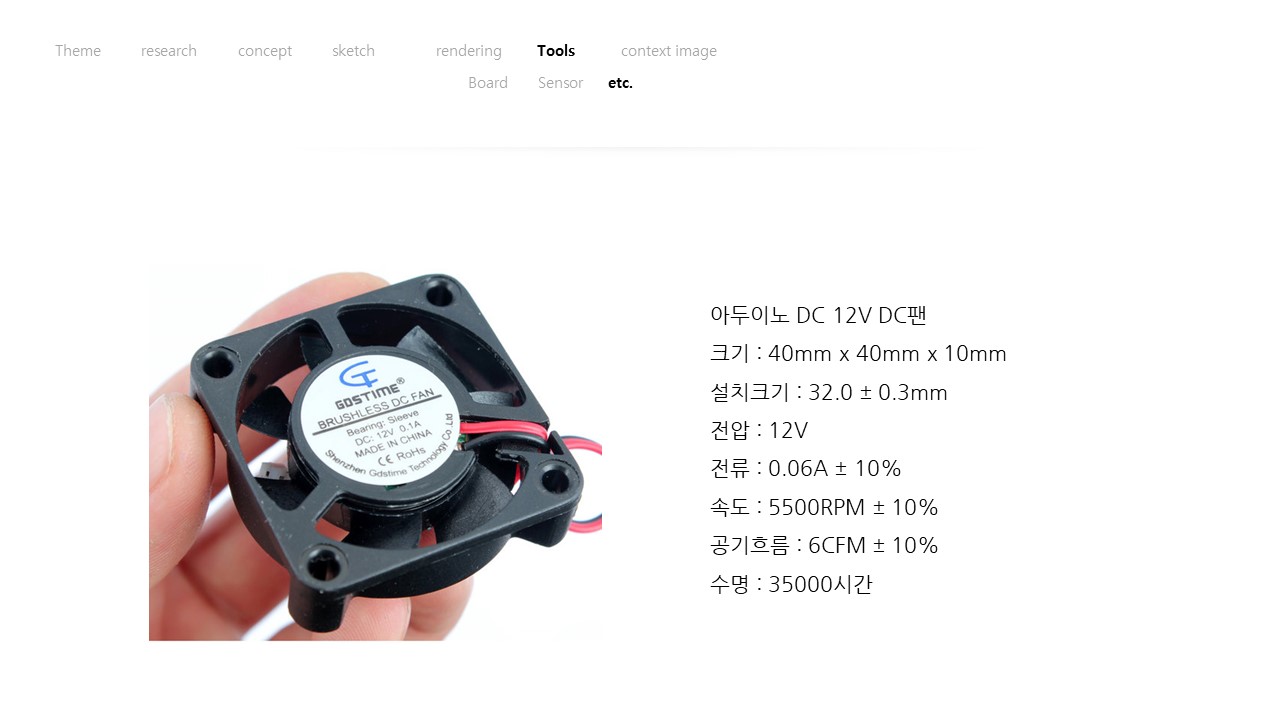 Theme research concept sketch rendering Tools context image
Board Sensor etc.
GDSTIME®
BRUSHLESS DC FAN
Bearing: Sleeve
DC: 12V 0.1A
MADE IN CHINA
CE RoHs
Shenzhen Gdstime Technology Co.,Ltd
아두이노 DC 12V DC팬
크기 : 40mm x 40mm x 10mm
설치크기 : 32.0 ± 0.3mm
전압 : 12V
전류 : 0.06A ± 10%
속도 : 5500RPM ± 10%
공기흐름 : 6CFM ± 10%
수명 : 35000시간